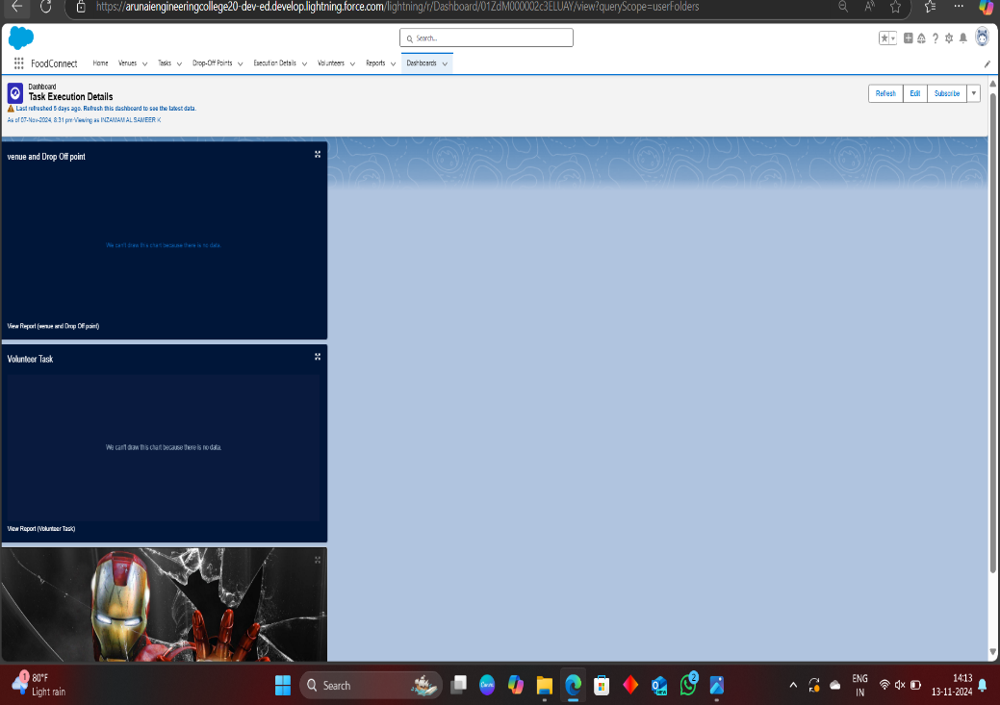 https://arunaiengineeringcollege20-dev-ed.develop.lightning.force.com/lightning/r/Dashboard/01ZdM000002c3ELUAY/view?queryScope=userFolders
Search...
FoodConnect Home Venues Tasks Drop-Off Points Execution Details Volunteers Reports Dashboards
Dashboard
Task Execution Details
Last refreshed 5 days ago. Refresh this dashboard to see the latest data.
As of 07-Nov-2024, 8:31 pm·Viewing as INZAMAM AL SAMEER K
Refresh Edit Subscribe
venue and Drop Off point
We can't draw this chart because there is no data.
View Report (venue and Drop Off point)
Volunteer Task
We can't draw this chart because there is no data.
View Report (Volunteer Task)
1
80°F
Light rain
Search
Canva
2
ENG
IN
14:13
13-11-2024